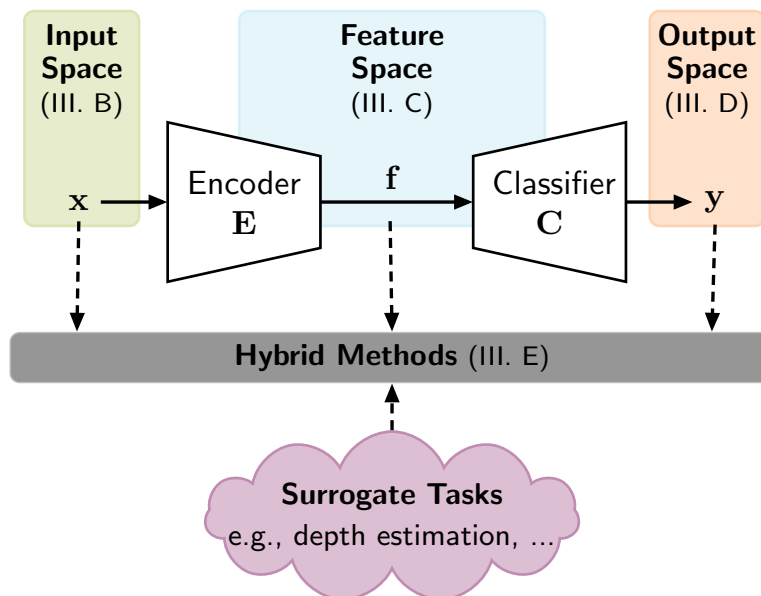 Input
Space
(III. B)
Feature
Space
(III. C)
Output
Space
(III. D)
x
Encoder
E
f
Classifier
C
y
Hybrid Methods (III. E)
Surrogate Tasks
e.g., depth estimation, ...